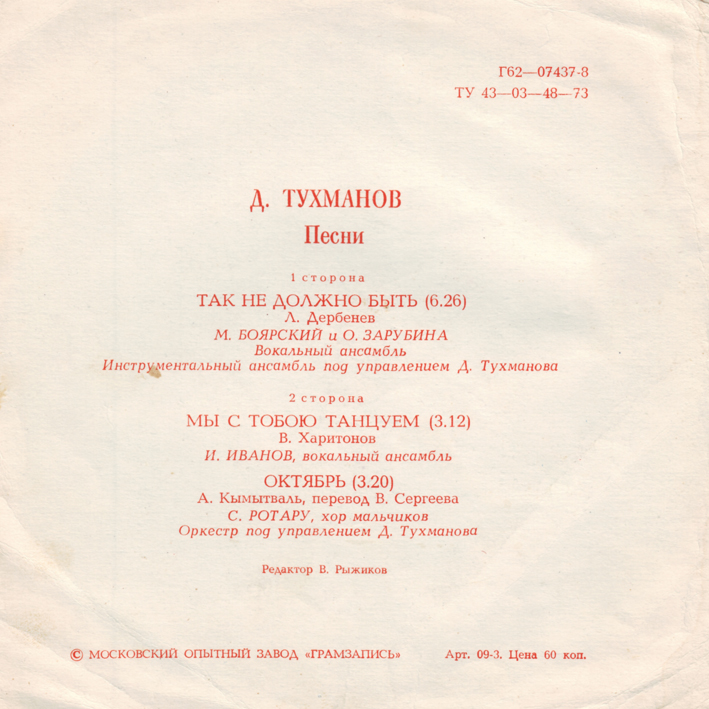 Г62—07437-8
ТУ 43—03—48—73
Д. ТУХМАНОВ
Песни
1 сторона
ТАК НЕ ДОЛЖНО БЫТЬ (6.26)
Л. Дербенев
М. БОЯРСКИЙ и О. ЗАРУБИНА
Вокальный ансамбль
Инструментальный ансамбль под управлением Д. Тухманова
2 сторона
МЫ С ТОБОЮ ТАНЦУЕМ (3.12)
В. Харитонов
И. ИВАНОВ, вокальный ансамбль
ОКТЯБРЬ (3.20)
А. Кымытваль, перевод В. Сергеева
С. РОТАРУ, хор мальчиков
Оркестр под управлением Д. Тухманова
Редактор В. Рыжиков
© МОСКОВСКИЙ ОПЫТНЫЙ ЗАВОД «ГРАМЗАПИСЬ» Арт. 09-3. Цена 60 коп.